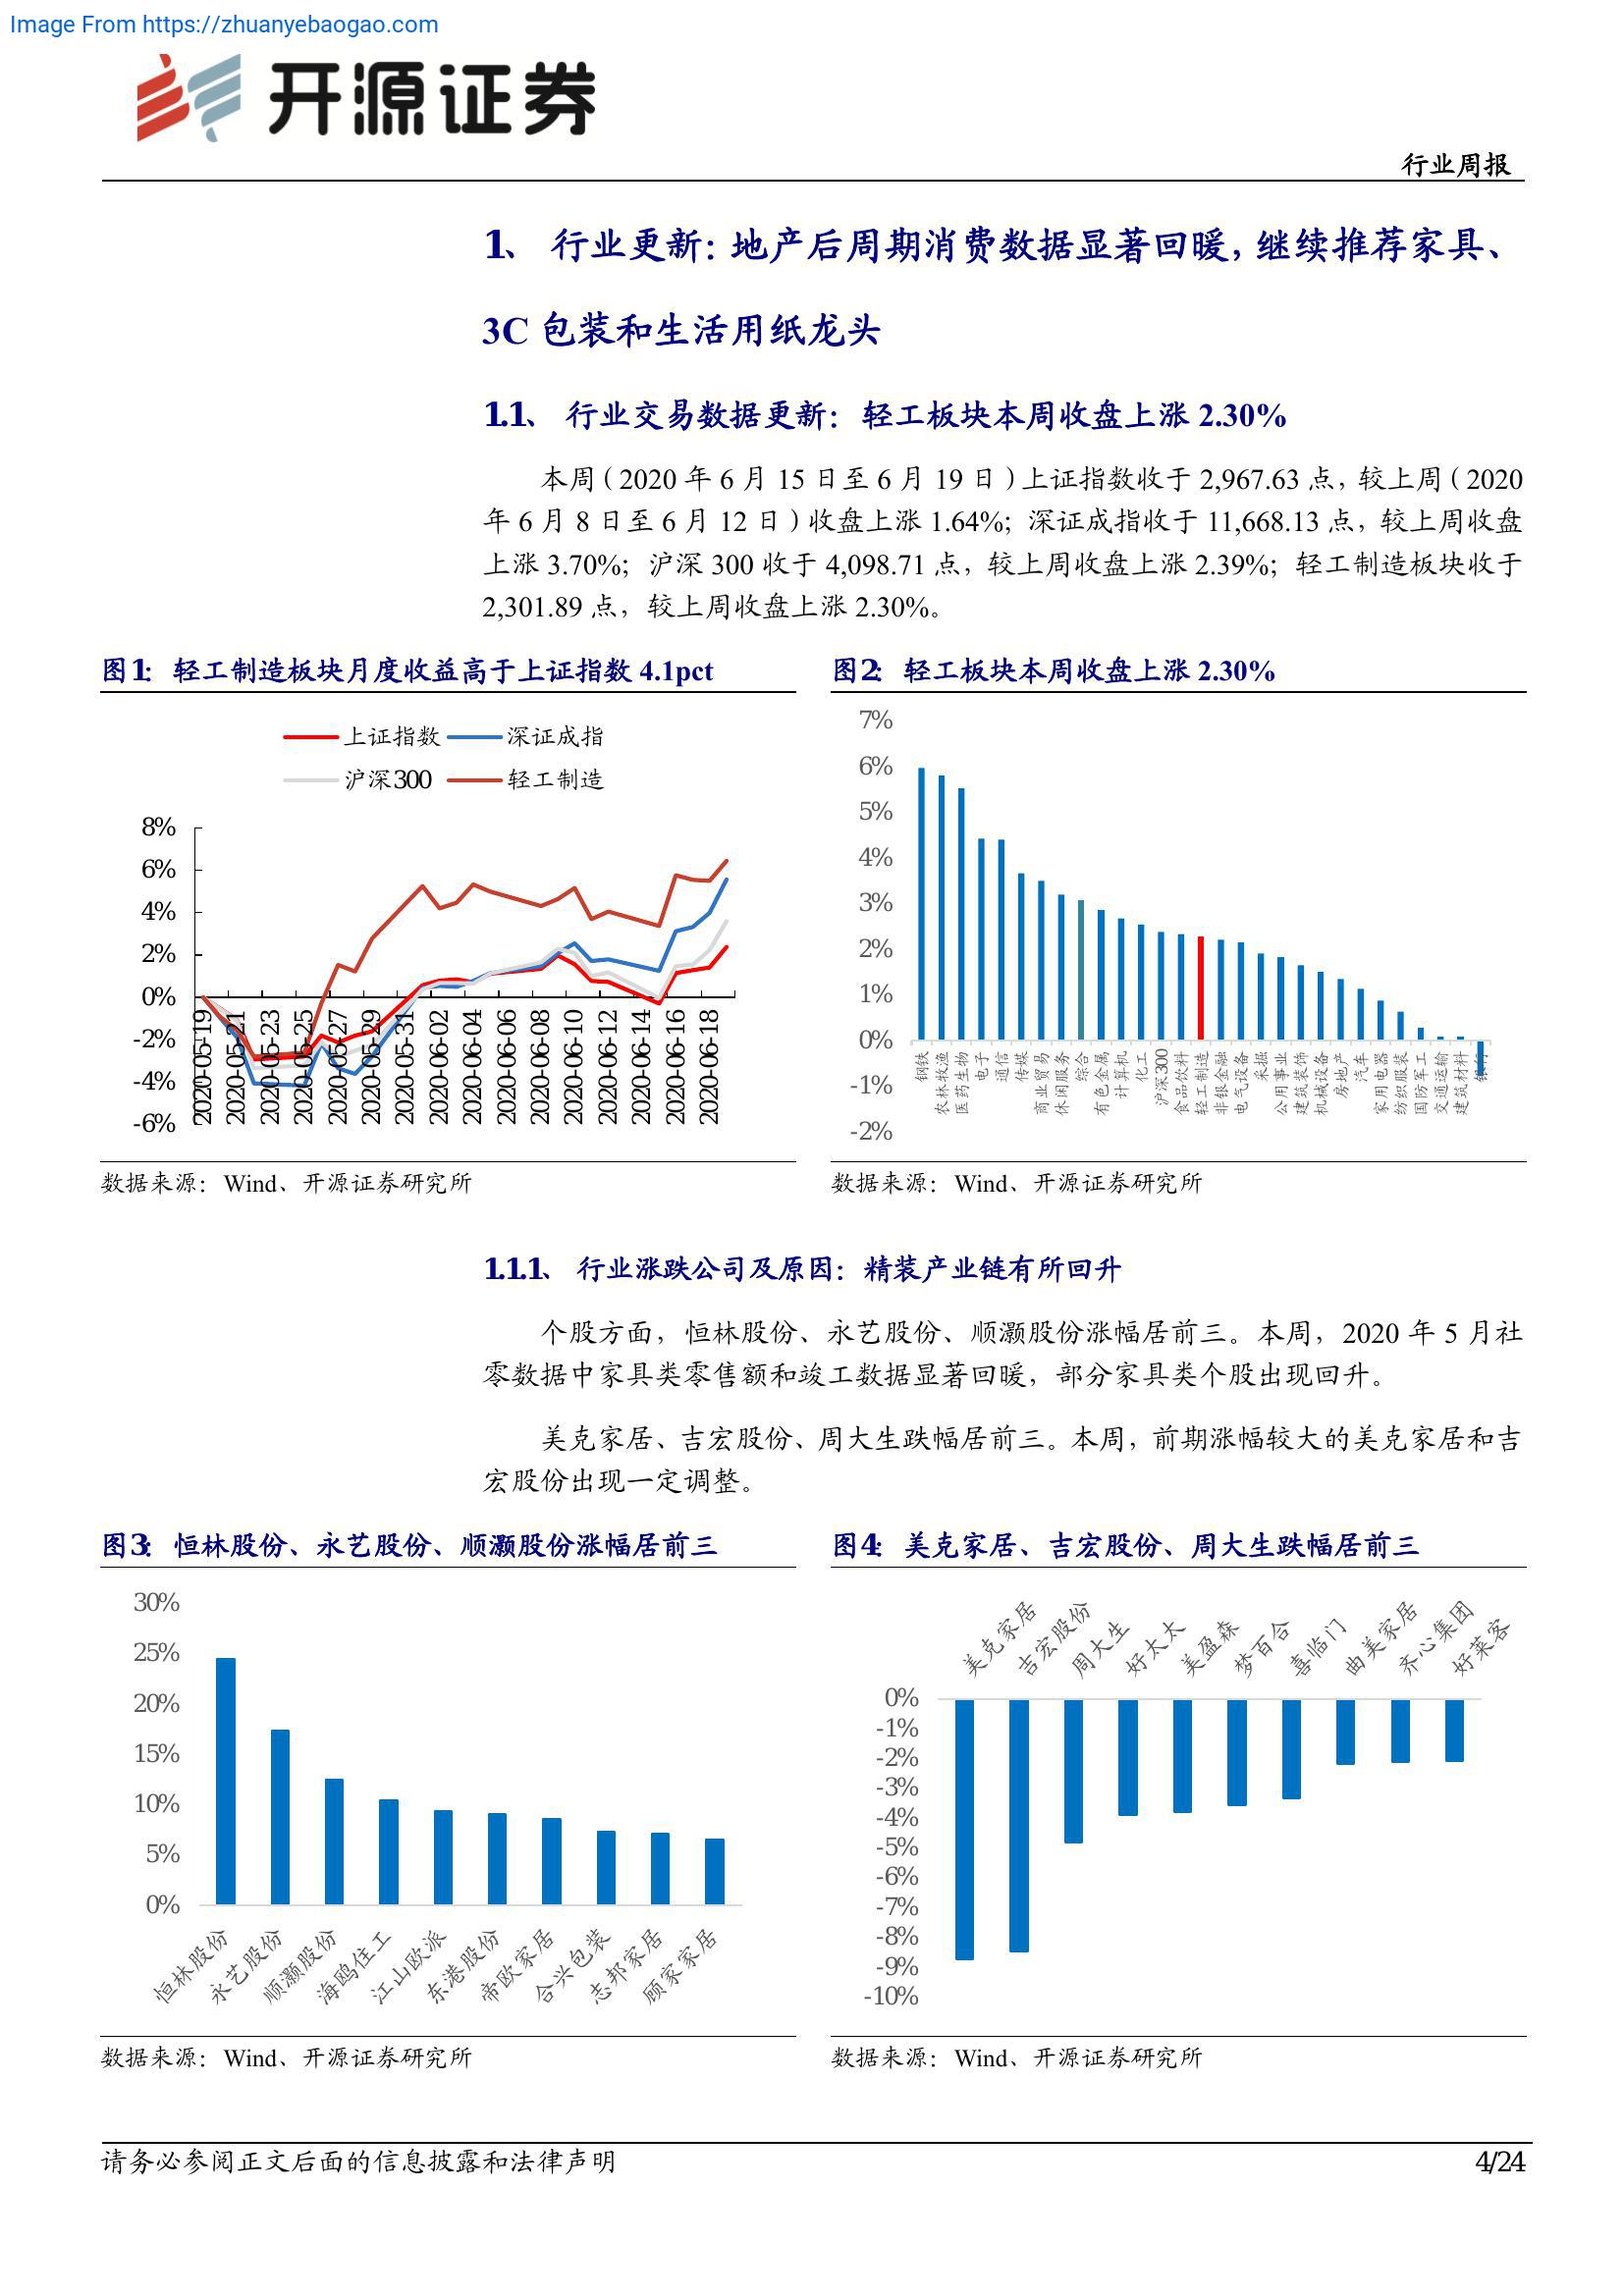 Image From https://zhuanyebaogao.com
开源证券
行业周报
1、 行业更新：地产后周期消费数据显著回暖，继续推荐家具、
3C 包装和生活用纸龙头
1.1、 行业交易数据更新：轻工板块本周收盘上涨 2.30%
本周（2020 年 6 月 15 日至 6 月 19 日）上证指数收于 2,967.63 点，较上周（2020
年 6 月 8 日至 6 月 12 日）收盘上涨 1.64%；深证成指收于 11,668.13 点，较上周收盘
上涨 3.70%；沪深 300 收于 4,098.71 点，较上周收盘上涨 2.39%；轻工制造板块收于
2,301.89 点，较上周收盘上涨 2.30%。
图1： 轻工制造板块月度收益高于上证指数 4.1pct
上证指数 深证成指
沪深300 轻工制造
8%
6%
4%
2%
0%
-2%
-4%
-6%
2020-05-19
2020-05-21
2020-05-23
2020-05-25
2020-05-27
2020-05-29
2020-05-31
2020-06-02
2020-06-04
2020-06-06
2020-06-08
2020-06-10
2020-06-12
2020-06-14
2020-06-16
2020-06-18
数据来源：Wind、开源证券研究所
图2： 轻工板块本周收盘上涨 2.30%
7%
6%
5%
4%
3%
2%
1%
0%
-1%
-2%
钢铁
农林牧渔
医药生物
电子
通信
传媒
商业贸易
休闲服务
综合
有色金属
计算机
化工
沪深300
食品饮料
轻工制造
非银金融
电气设备
采掘
公用事业
建筑装饰
机械设备
房地产
汽车
家用电器
纺织服装
国防军工
交通运输
建筑材料
银行
数据来源：Wind、开源证券研究所
1.1.1、 行业涨跌公司及原因：精装产业链有所回升
个股方面，恒林股份、永艺股份、顺灏股份涨幅居前三。本周，2020 年 5 月社
零数据中家具类零售额和竣工数据显著回暖，部分家具类个股出现回升。
美克家居、吉宏股份、周大生跌幅居前三。本周，前期涨幅较大的美克家居和吉
宏股份出现一定调整。
图3： 恒林股份、永艺股份、顺灏股份涨幅居前三
30%
25%
20%
15%
10%
5%
0%
恒林股份
永艺股份
顺灏股份
海鸥住工
江山欧派
东港股份
帝欧家居
合兴包装
志邦家居
顾家家居
数据来源：Wind、开源证券研究所
图4： 美克家居、吉宏股份、周大生跌幅居前三
美克家居
吉宏股份
周大生
好太太
美盈森
梦百合
喜临门
曲美家居
齐心集团
好莱客
0%
-1%
-2%
-3%
-4%
-5%
-6%
-7%
-8%
-9%
-10%
数据来源：Wind、开源证券研究所
请务必参阅正文后面的信息披露和法律声明
4/24